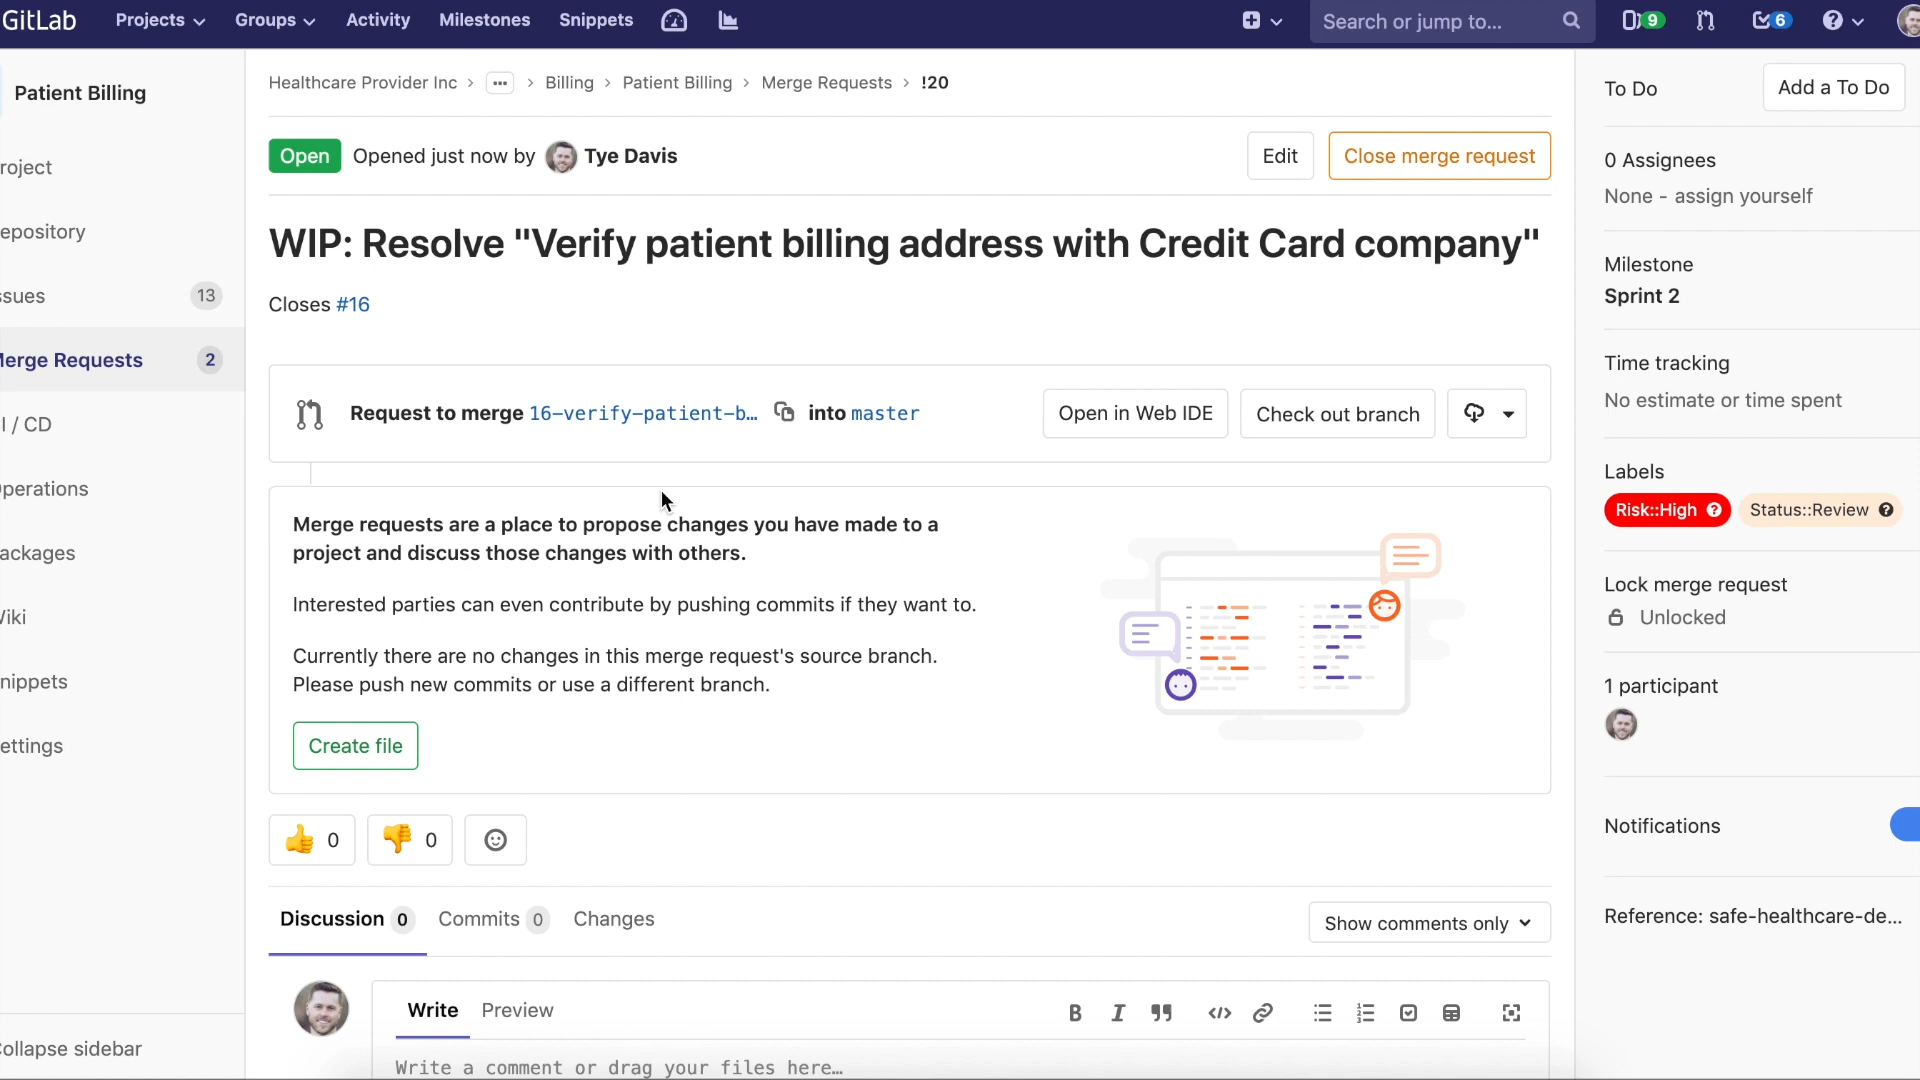 GitLab Projects Groups Activity Milestones Snippets Search or jump to... 9 6
Patient Billing
roject
epository
ssues 13
Merge Requests 2
I / CD
perations
ackages
iki
nippets
ettings
ollapse sidebar
Healthcare Provider Inc > ... > Billing > Patient Billing > Merge Requests > !20
Open Opened just now by Tye Davis Edit Close merge request
WIP: Resolve "Verify patient billing address with Credit Card company"
Closes #16
Request to merge 16-verify-patient-b… into master Open in Web IDE Check out branch
Merge requests are a place to propose changes you have made to a
project and discuss those changes with others.
Interested parties can even contribute by pushing commits if they want to.
Currently there are no changes in this merge request's source branch.
Please push new commits or use a different branch.
Create file
0 0
Discussion 0 Commits 0 Changes Show comments only
Write Preview
Write a comment or drag your files here…
To Do Add a To Do
0 Assignees
None - assign yourself
Milestone
Sprint 2
Time tracking
No estimate or time spent
Labels
Risk::High ? Status::Review ?
Lock merge request
Unlocked
1 participant
Notifications
Reference: safe-healthcare-de...